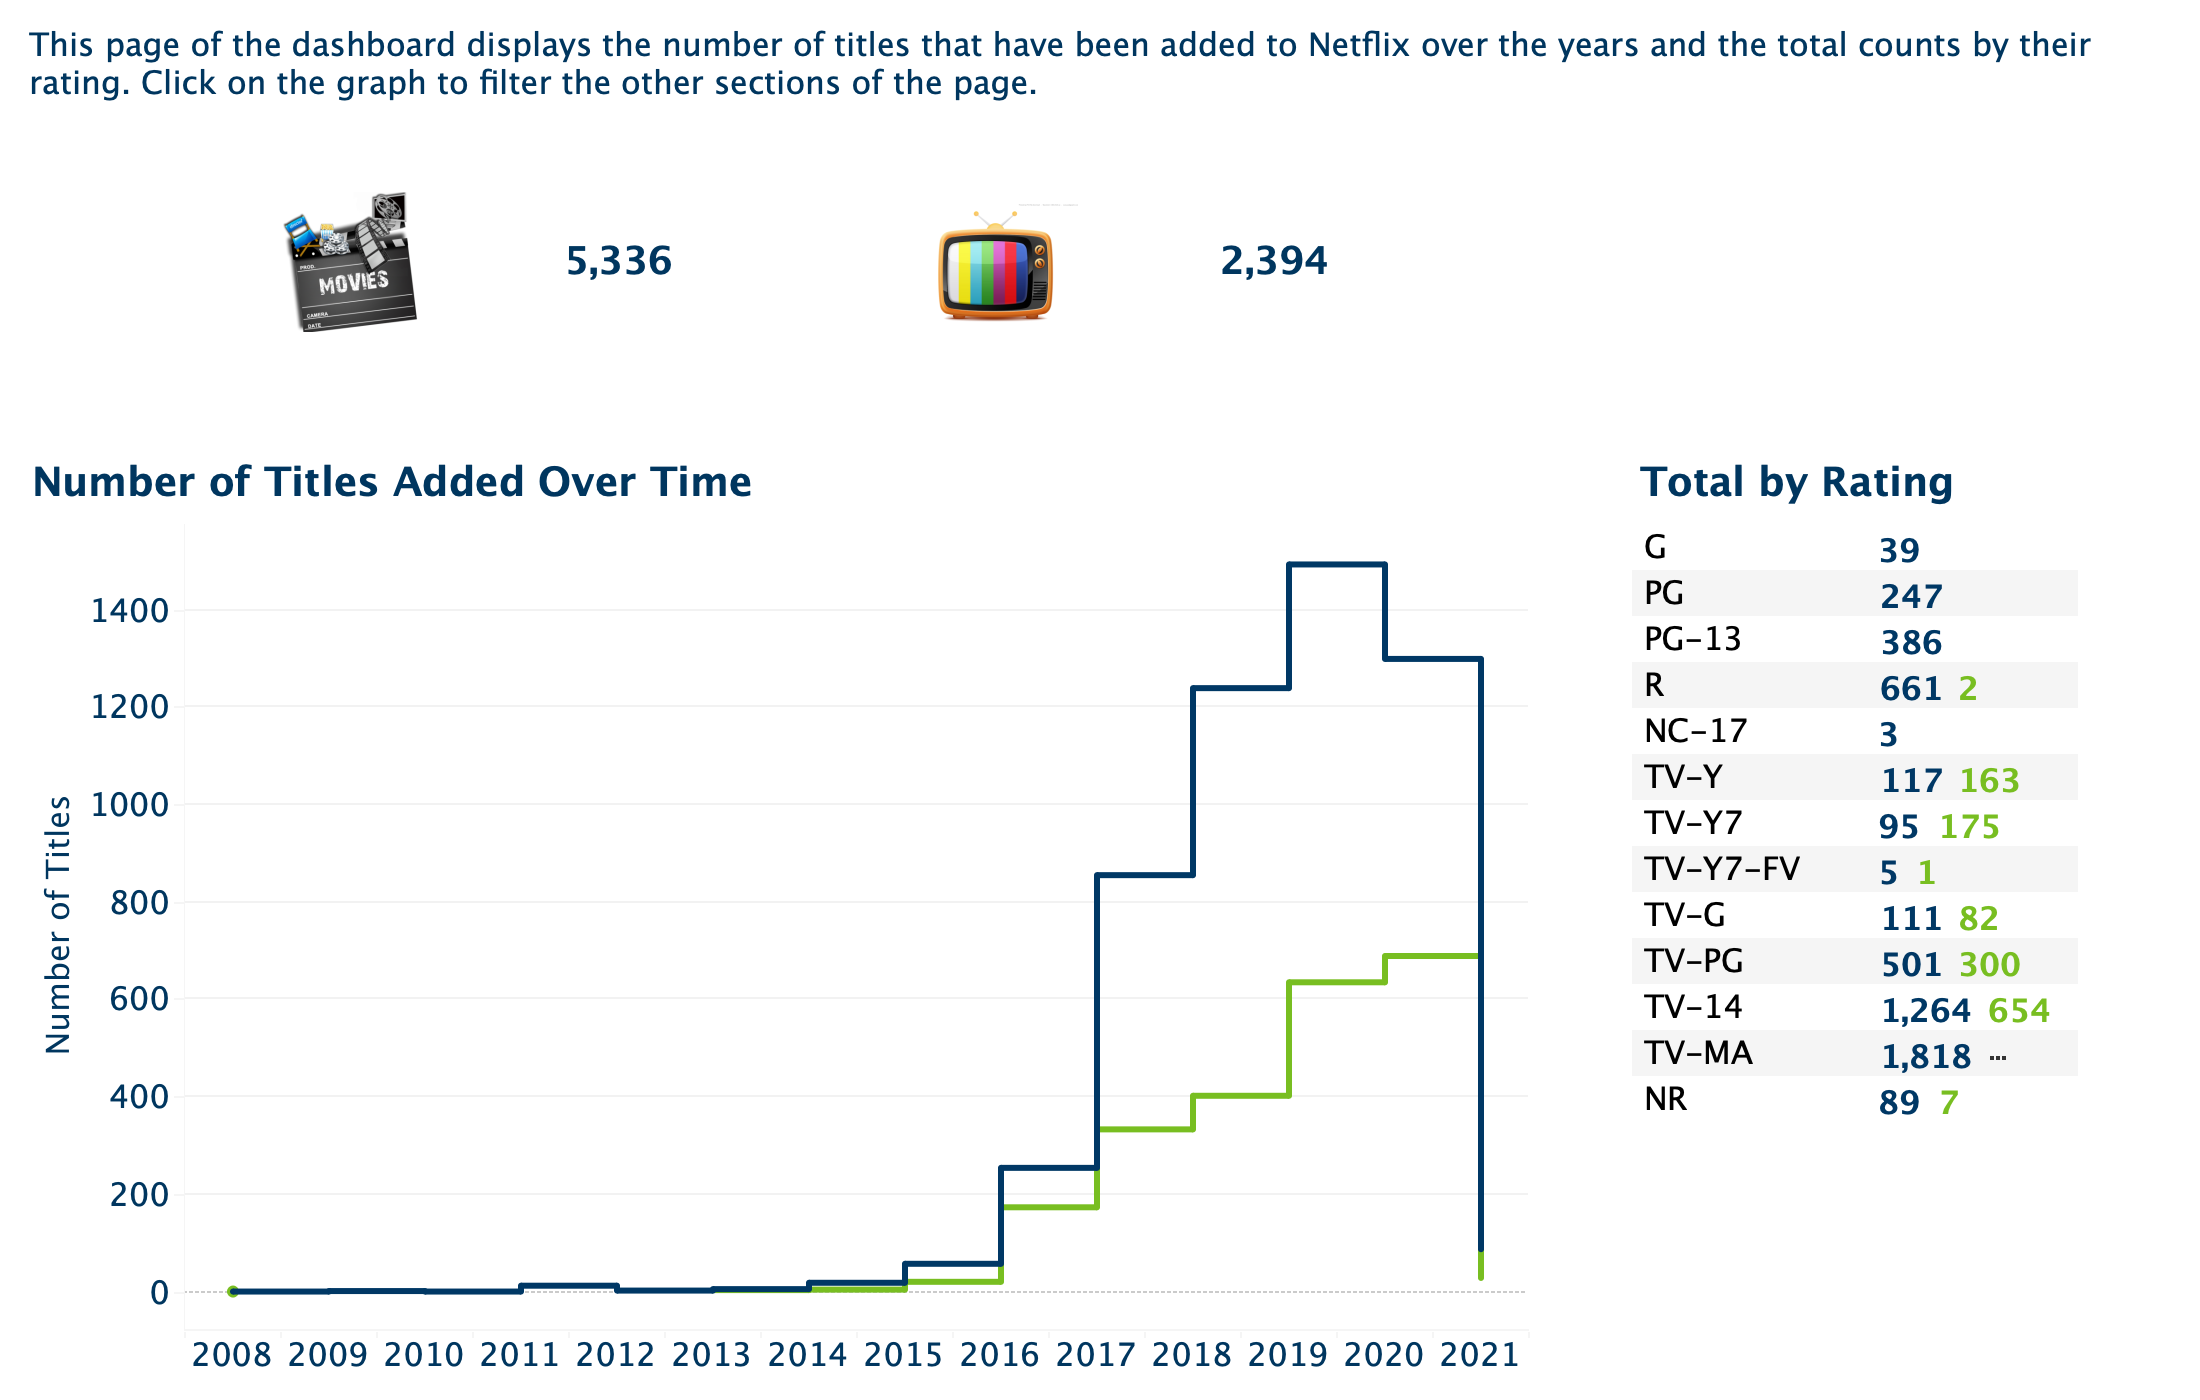 This page of the dashboard displays the number of titles that have been added to Netflix over the years and the total counts by their
rating. Click on the graph to filter the other sections of the page.
PROD.
MOVIES
CAMERA
DATE
5,336
2,394
Number of Titles Added Over Time
Number of Titles
1400
1200
1000
800
600
400
200
0
2008 2009 2010 2011 2012 2013 2014 2015 2016 2017 2018 2019 2020 2021
Total by Rating
G 39
PG 247
PG-13 386
R 661 2
NC-17 3
TV-Y 117 163
TV-Y7 95 175
TV-Y7-FV 5 1
TV-G 111 82
TV-PG 501 300
TV-14 1,264 654
TV-MA 1,818 ...
NR 89 7